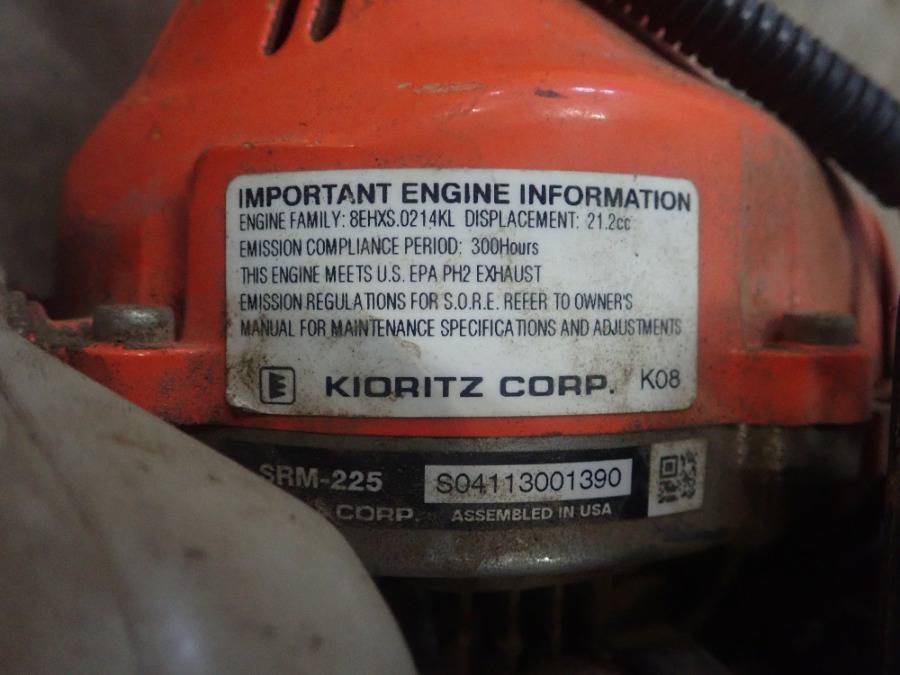 IMPORTANT ENGINE INFORMATION
ENGINE FAMILY: 8EHXS.0214KL DISPLACEMENT: 21.2cc
EMISSION COMPLIANCE PERIOD: 300Hours
THIS ENGINE MEETS U.S. EPA PH2 EXHAUST
EMISSION REGULATIONS FOR S.O.R.E. REFER TO OWNER'S
MANUAL FOR MAINTENANCE SPECIFICATIONS AND ADJUSTMENTS
KIORITZ CORP. K08
SRM-225 S04113001390
CORP. ASSEMBLED IN USA